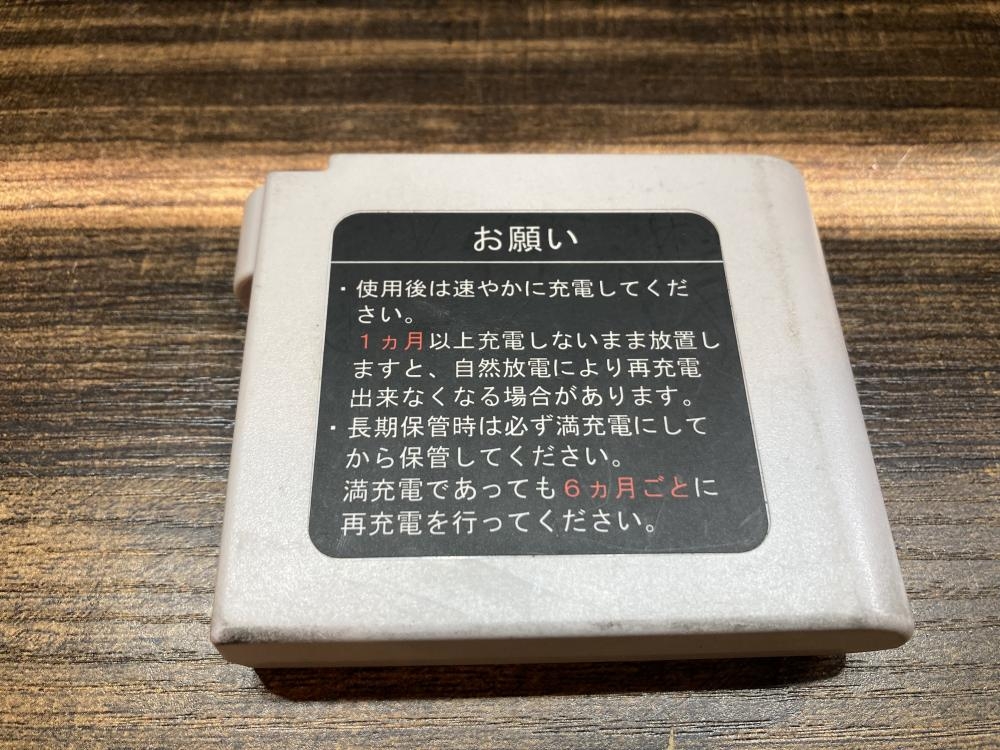 お願い
・使用後は速やかに充電してくだ
さい。
１ヵ月以上充電しないまま放置し
ますと、自然放電により再充電
出来なくなる場合があります。
・長期保管時は必ず満充電にして
から保管してください。
満充電であっても６ヵ月ごとに
再充電を行ってください。